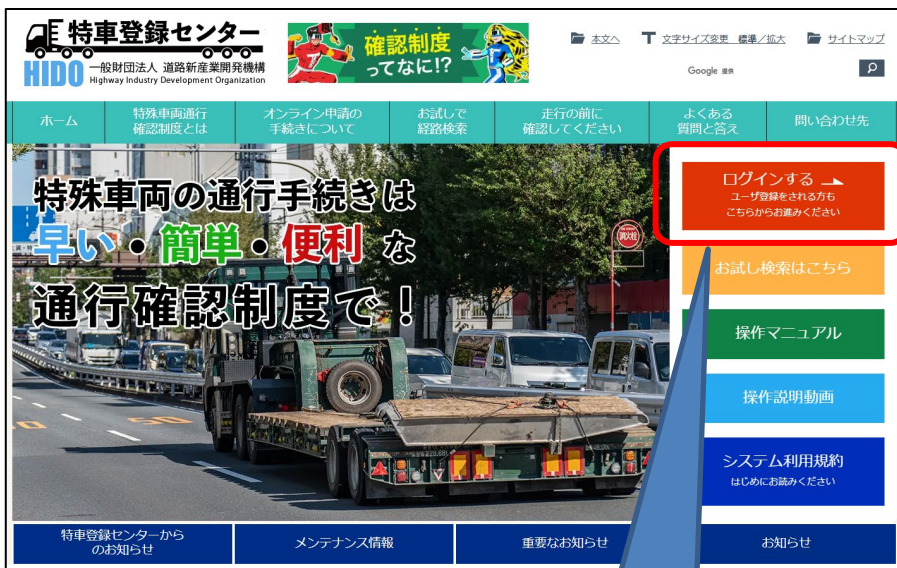 特車登録センター
HIDO 一般財団法人 道路新産業開発機構
Highway Industry Development Organization
確認制度
ってなに!?
本文へ
文字サイズ変更 標準／拡大
サイトマップ
Google 提供
ホーム
特殊車両通行
確認制度とは
オンライン申請の
手続きについて
お試しで
経路検索
走行の前に
確認してください
よくある
質問と答え
問い合わせ先
特殊車両の通行手続きは
早い・簡単・便利 な
通行確認制度で！
消火栓
ログインする
ユーザ登録をされる方も
こちらからお進みください
お試し検索はこちら
操作マニュアル
操作説明動画
システム利用規約
はじめにお読みください
特車登録センターから
のお知らせ
メンテナンス情報
重要なお知らせ
お知らせ